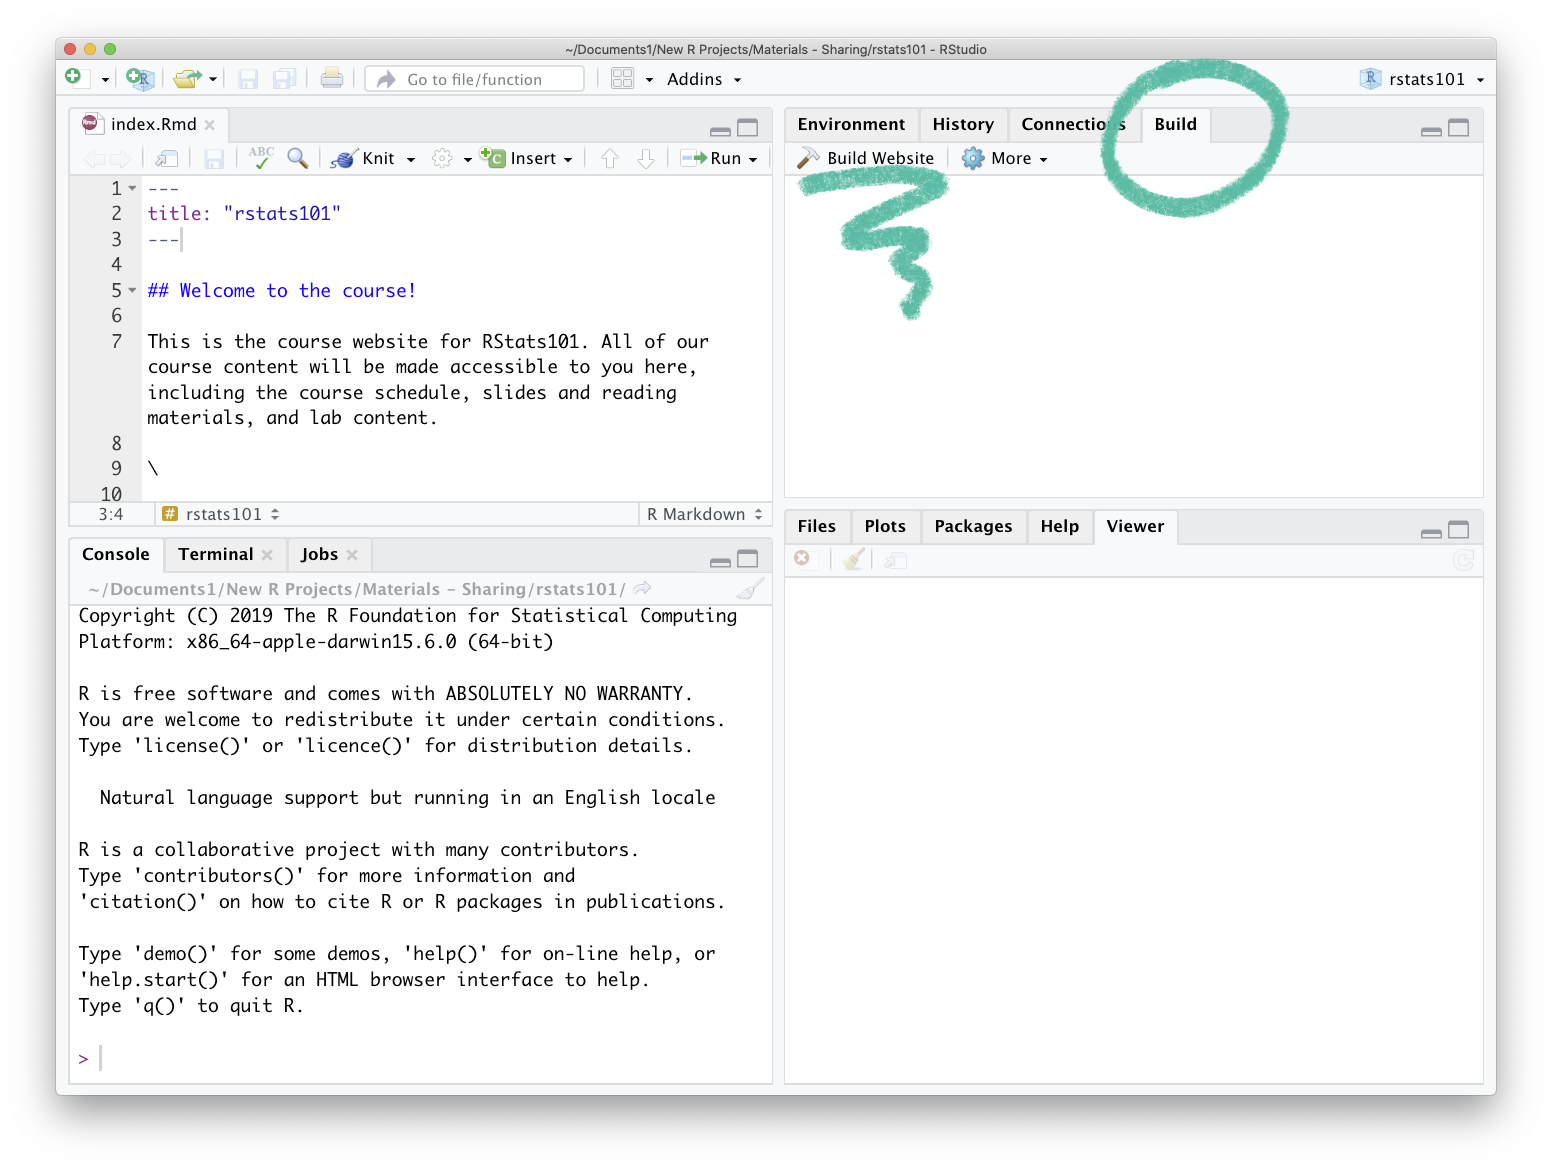 ~/Documents1/New R Projects/Materials - Sharing/rstats101 - RStudio
Go to file/function
Addins
rstats101
index.Rmd
ABC
Knit
Insert
Run
1 ---
2 title: "rstats101"
3 ---
4
5 ## Welcome to the course!
6
7 This is the course website for RStats101. All of our
course content will be made accessible to you here,
including the course schedule, slides and reading
materials, and lab content.
8
9 \
10
3:4
# rstats101
R Markdown
Console
Terminal
Jobs
~/Documents1/New R Projects/Materials - Sharing/rstats101/
Copyright (C) 2019 The R Foundation for Statistical Computing
Platform: x86_64-apple-darwin15.6.0 (64-bit)
R is free software and comes with ABSOLUTELY NO WARRANTY.
You are welcome to redistribute it under certain conditions.
Type 'license()' or 'licence()' for distribution details.
Natural language support but running in an English locale
R is a collaborative project with many contributors.
Type 'contributors()' for more information and
'citation()' on how to cite R or R packages in publications.
Type 'demo()' for some demos, 'help()' for on-line help, or
'help.start()' for an HTML browser interface to help.
Type 'q()' to quit R.
>
Environment
History
Connections
Build
Build Website
More
Files
Plots
Packages
Help
Viewer